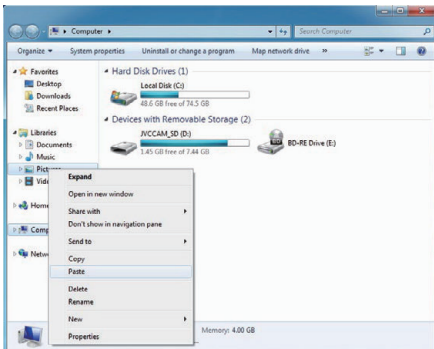 Computer
Search Computer
Organize
System properties
Uninstall or change a program
Map network drive
»
Favorites
Desktop
Downloads
Recent Places
Libraries
Documents
Music
Pict
Vide
Home
Comp
Netw
Hard Disk Drives (1)
Local Disk (C:)
48.6 GB free of 74.5 GB
Devices with Removable Storage (2)
JVCCAM_SD (D:)
1.45 GB free of 7.44 GB
BD-RE Drive (E:)
BD
Expand
Open in new window
Share with
Don't show in navigation pane
Send to
Copy
Paste
Delete
Rename
New
Properties
Memory: 4.00 GB